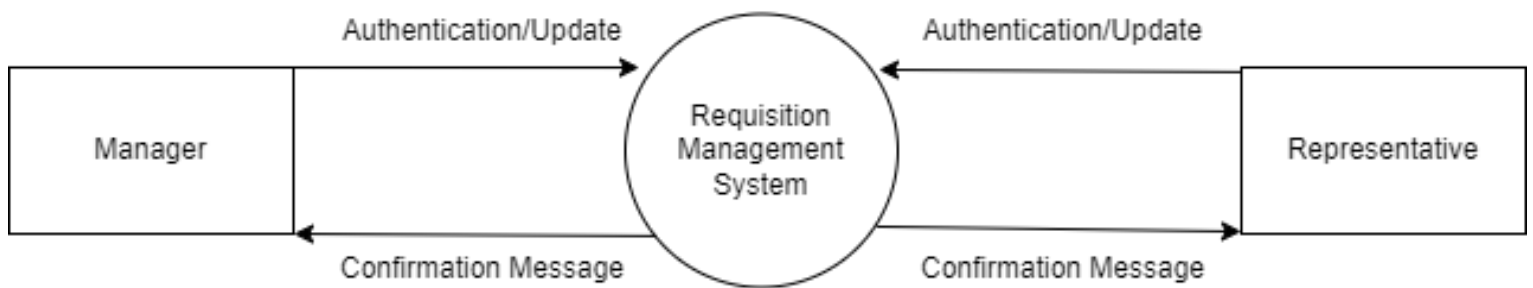 Authentication/Update
Authentication/Update
Manager
Requisition
Management
System
Representative
Confirmation Message
Confirmation Message